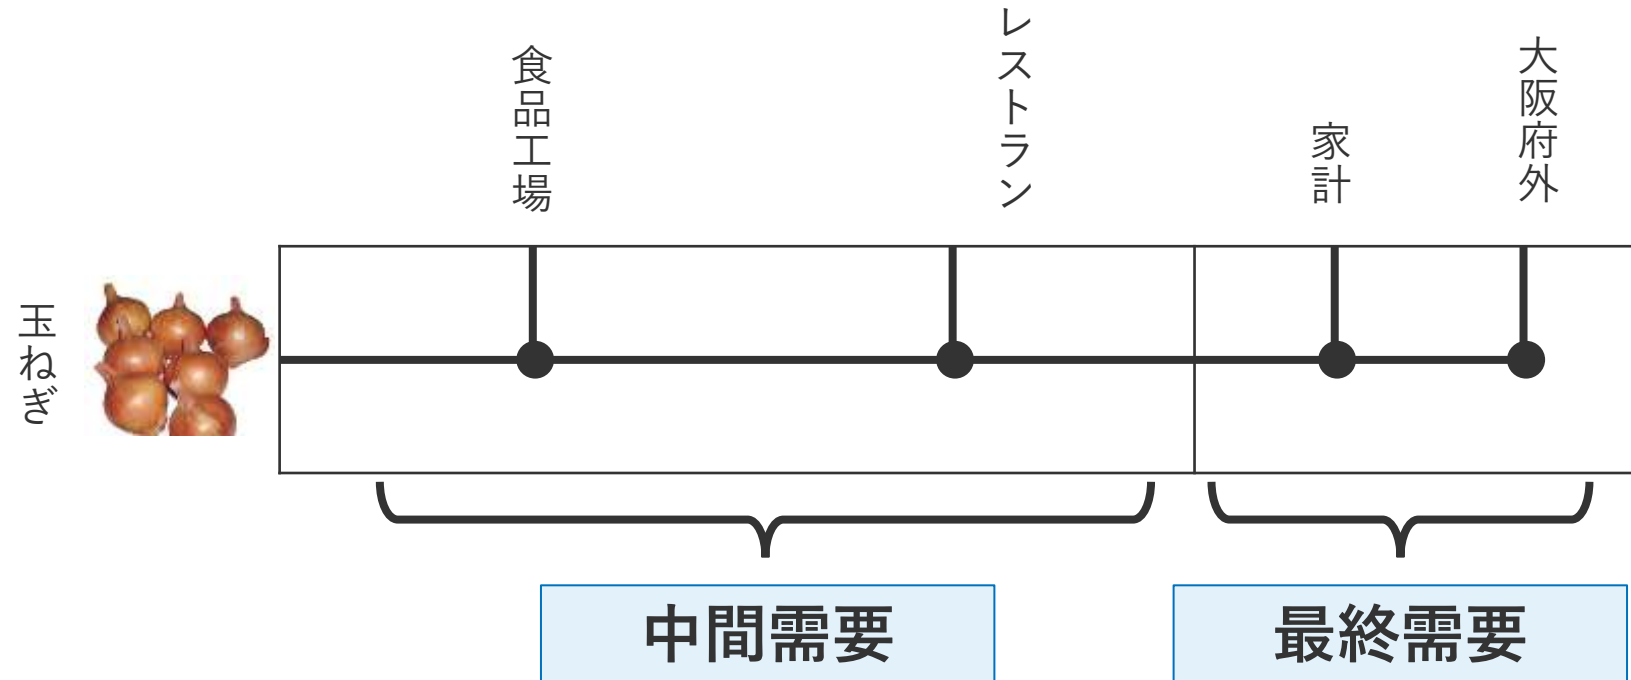 食品工場
レストラン
家計
大阪府外
玉ねぎ
中間需要
最終需要